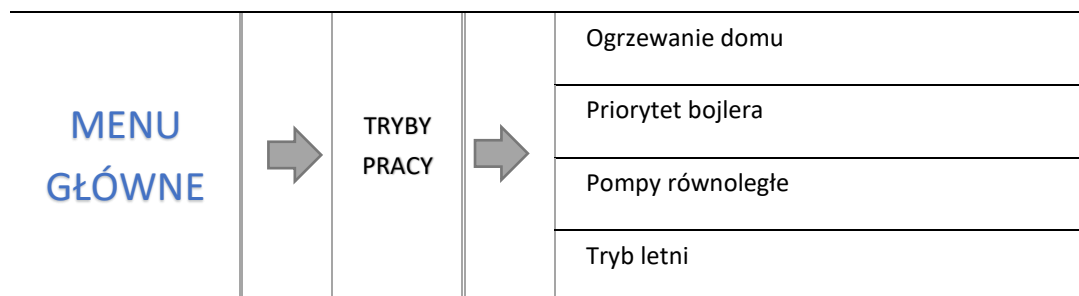 MENU
GŁÓWNE
TRYBY
PRACY
Ogrzewanie domu
Priorytet bojlera
Pompy równoległe
Tryb letni